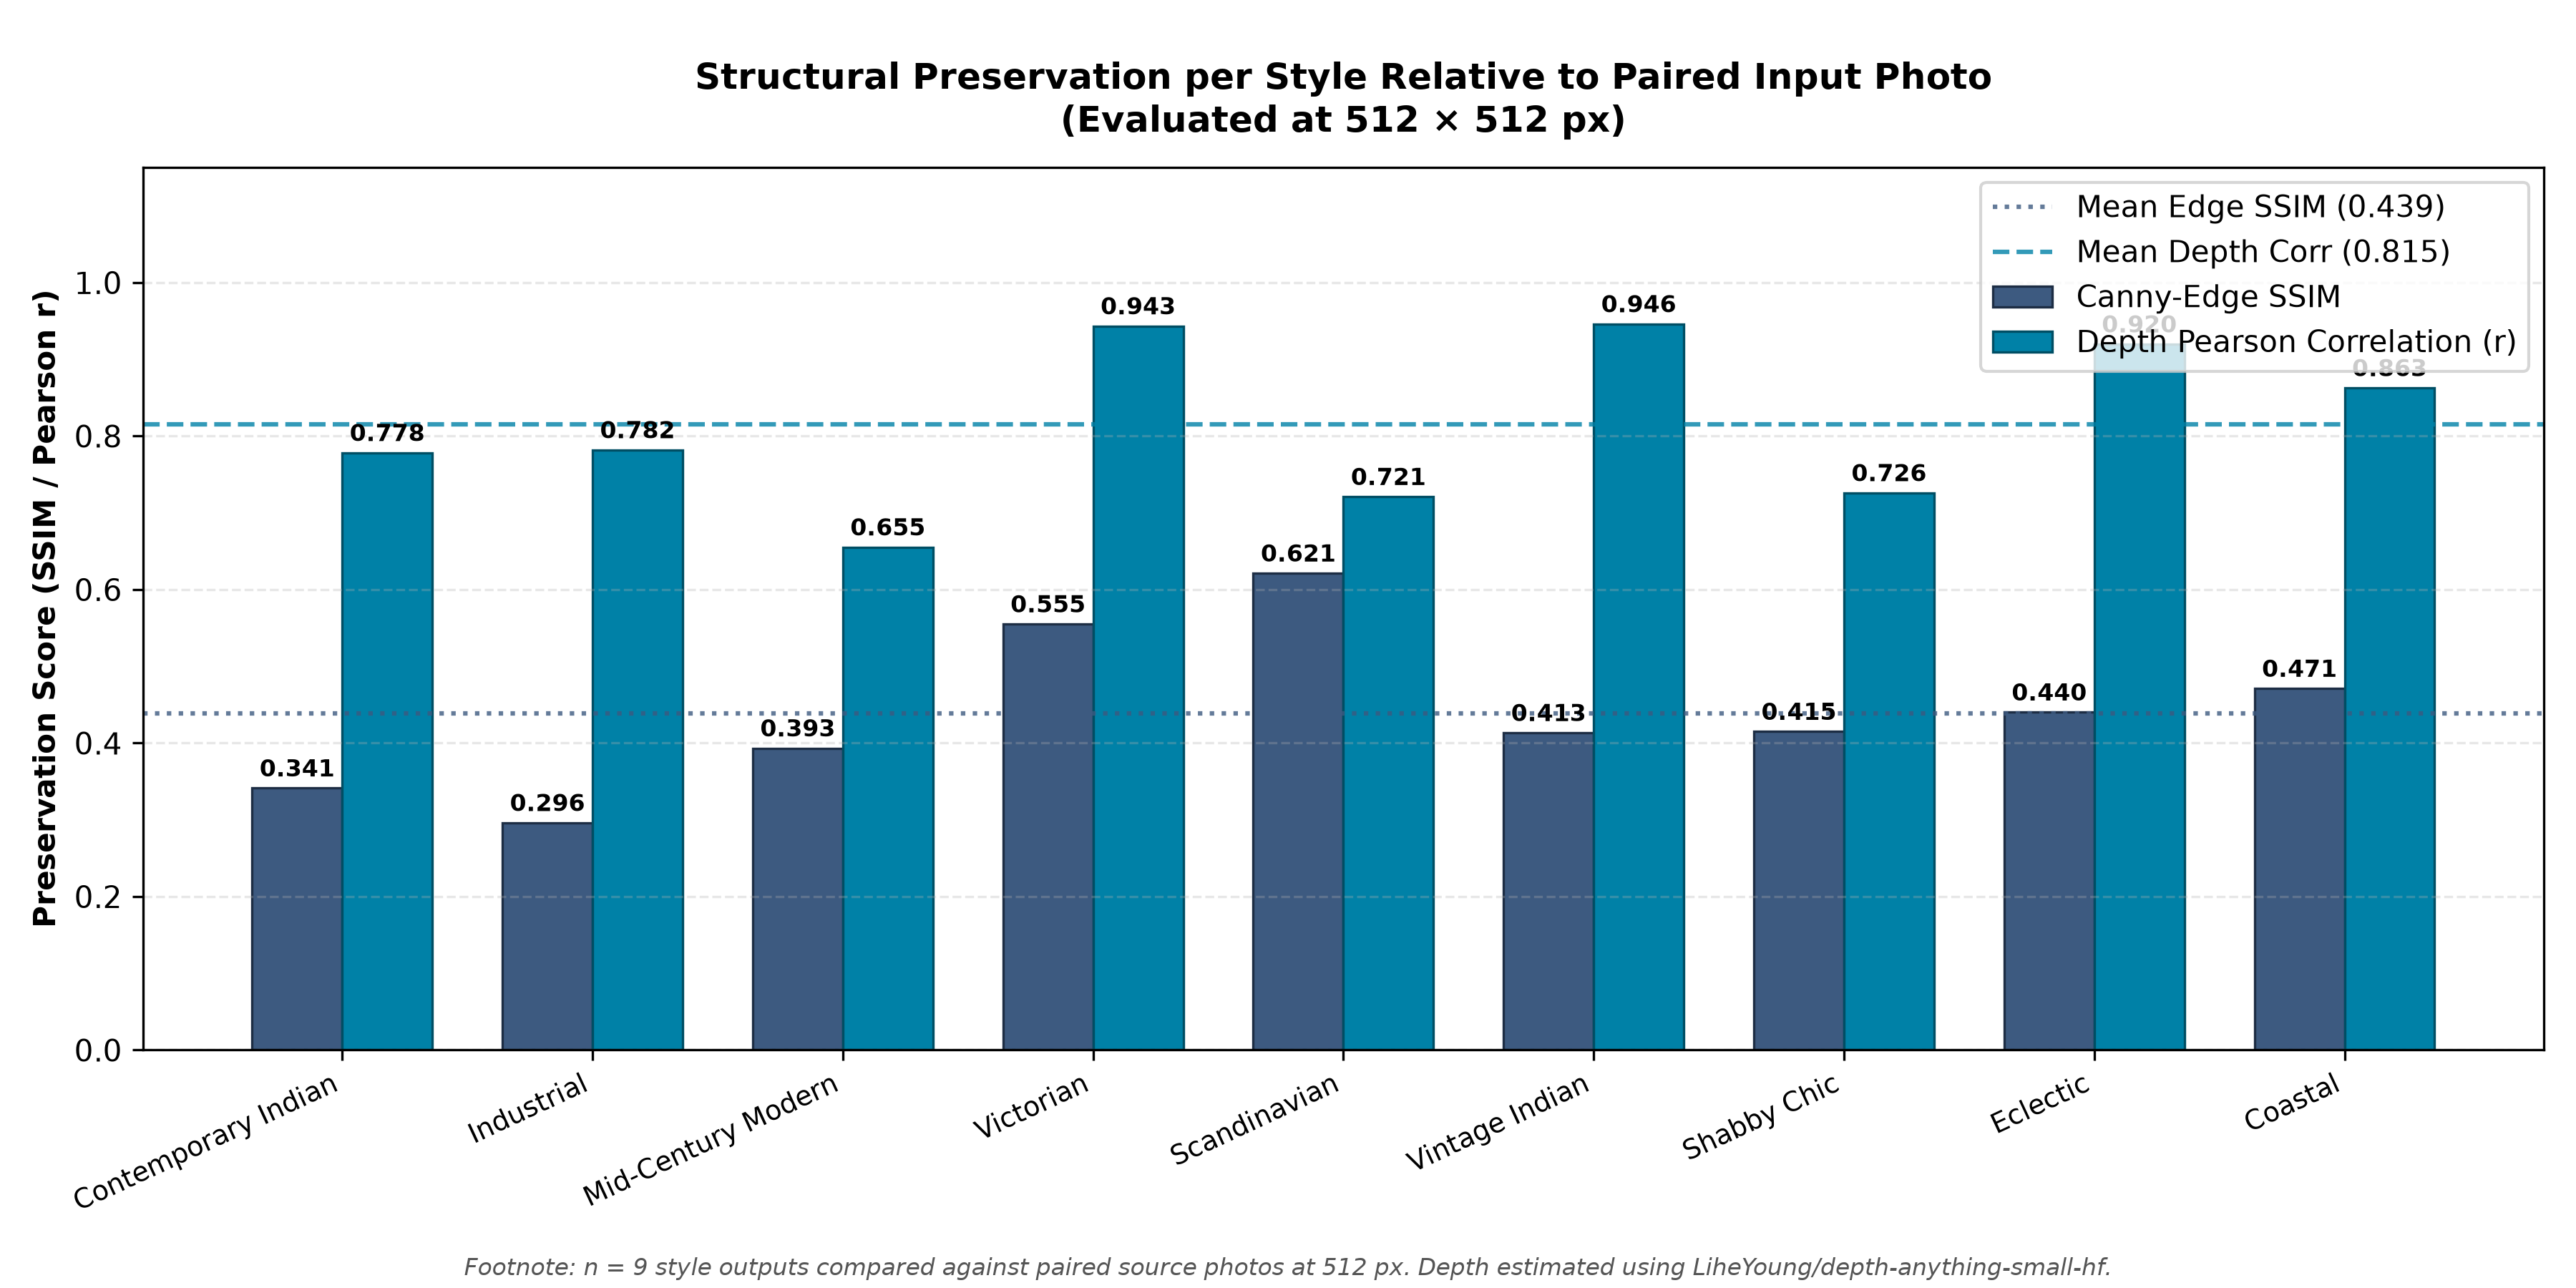 Structural Preservation per Style Relative to Paired Input Photo
(Evaluated at 512 × 512 px)
Preservation Score (SSIM / Pearson r)
1.0
0.8
0.6
0.4
0.2
0.0
Mean Edge SSIM (0.439)
Mean Depth Corr (0.815)
Canny-Edge SSIM
Depth Pearson Correlation (r)
0.341
0.778
0.296
0.782
0.393
0.655
0.555
0.943
0.621
0.721
0.413
0.946
0.415
0.726
0.440
0.920
0.471
0.863
Contemporary Indian
Industrial
Mid-Century Modern
Victorian
Scandinavian
Vintage Indian
Shabby Chic
Eclectic
Coastal
Footnote: n = 9 style outputs compared against paired source photos at 512 px. Depth estimated using LiheYoung/depth-anything-small-hf.